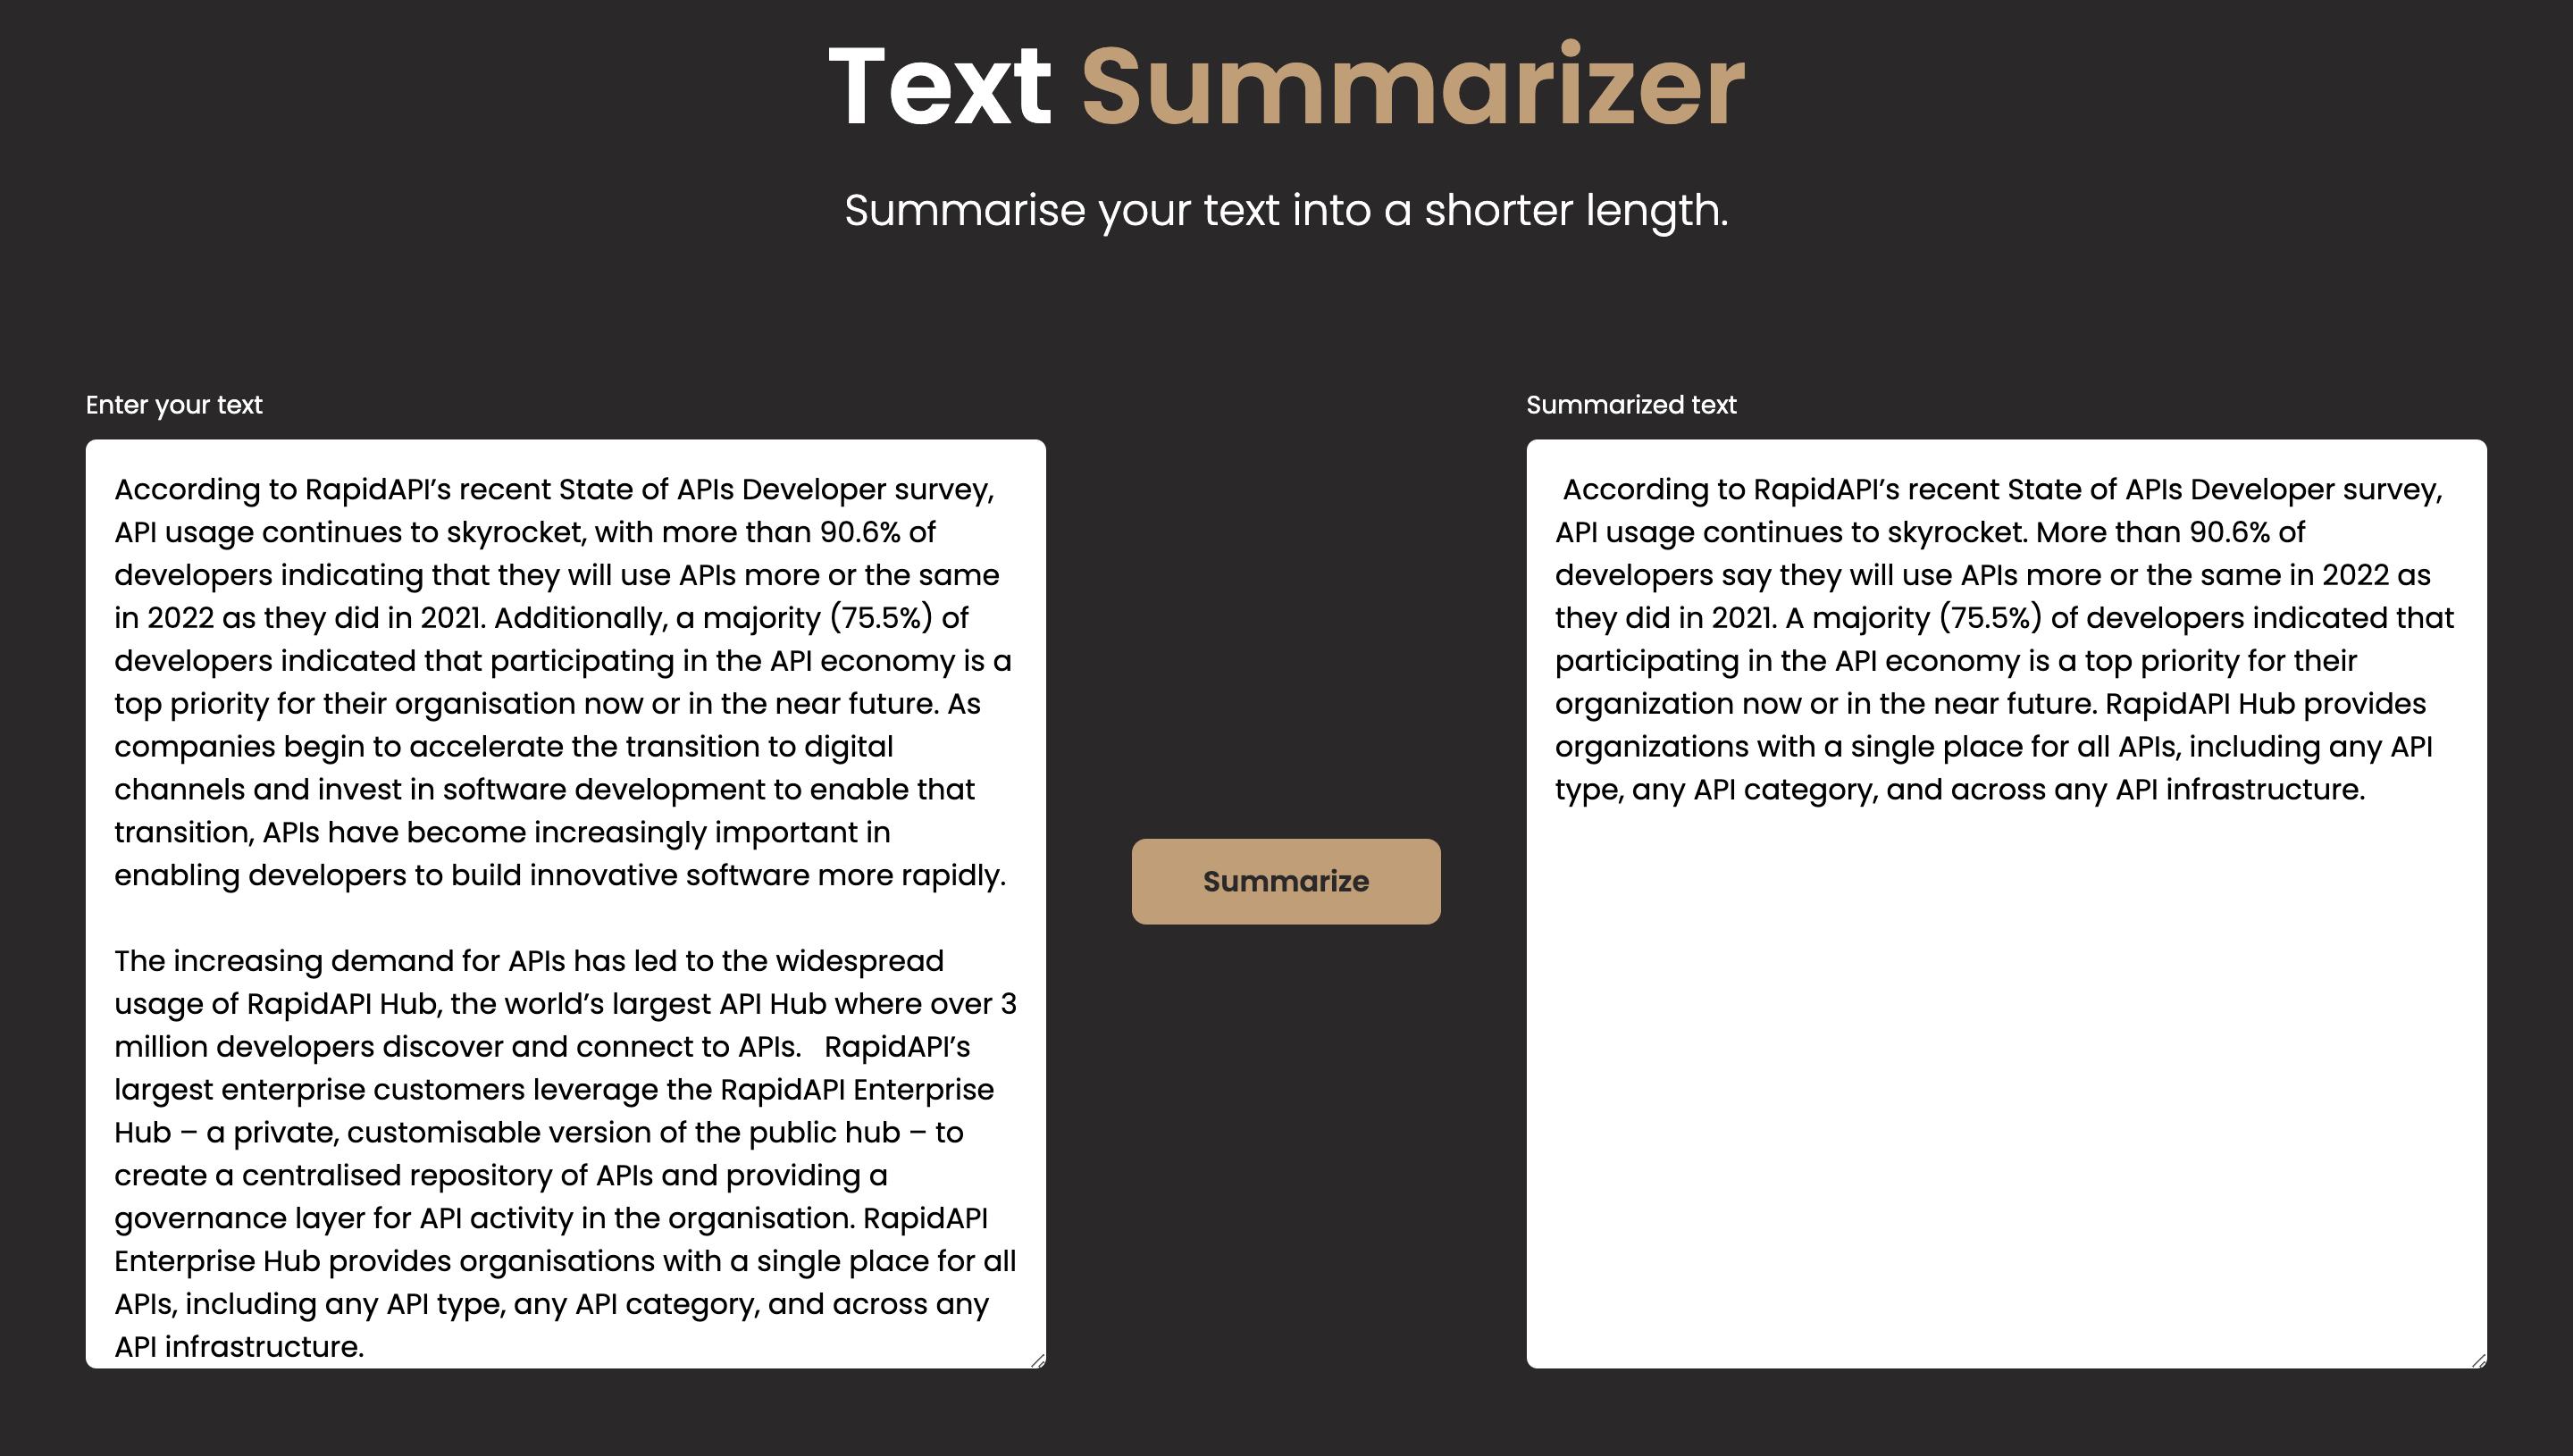 Text Summarizer
Summarise your text into a shorter length.
Enter your text
According to RapidAPI’s recent State of APIs Developer survey,
API usage continues to skyrocket, with more than 90.6% of
developers indicating that they will use APIs more or the same
in 2022 as they did in 2021. Additionally, a majority (75.5%) of
developers indicated that participating in the API economy is a
top priority for their organisation now or in the near future. As
companies begin to accelerate the transition to digital
channels and invest in software development to enable that
transition, APIs have become increasingly important in
enabling developers to build innovative software more rapidly.
The increasing demand for APIs has led to the widespread
usage of RapidAPI Hub, the world’s largest API Hub where over 3
million developers discover and connect to APIs.   RapidAPI’s
largest enterprise customers leverage the RapidAPI Enterprise
Hub – a private, customisable version of the public hub – to
create a centralised repository of APIs and providing a
governance layer for API activity in the organisation. RapidAPI
Enterprise Hub provides organisations with a single place for all
APIs, including any API type, any API category, and across any
API infrastructure.
Summarize
Summarized text
According to RapidAPI’s recent State of APIs Developer survey,
API usage continues to skyrocket. More than 90.6% of
developers say they will use APIs more or the same in 2022 as
they did in 2021. A majority (75.5%) of developers indicated that
participating in the API economy is a top priority for their
organization now or in the near future. RapidAPI Hub provides
organizations with a single place for all APIs, including any API
type, any API category, and across any API infrastructure.